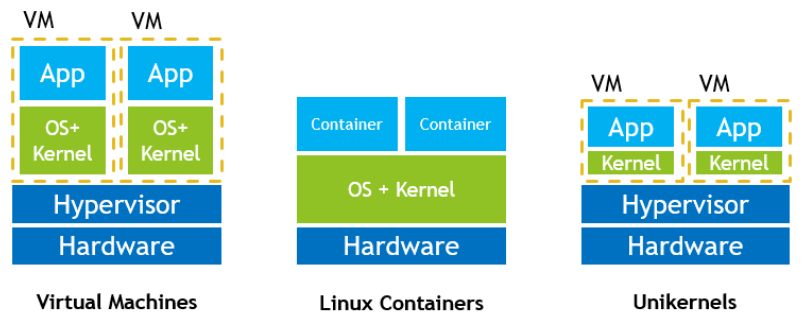 VM
VM
App
App
OS+
Kernel
OS+
Kernel
Hypervisor
Hardware
Virtual Machines
Container
Container
OS + Kernel
Hardware
Linux Containers
VM
VM
App
App
Kernel
Kernel
Hypervisor
Hardware
Unikernels